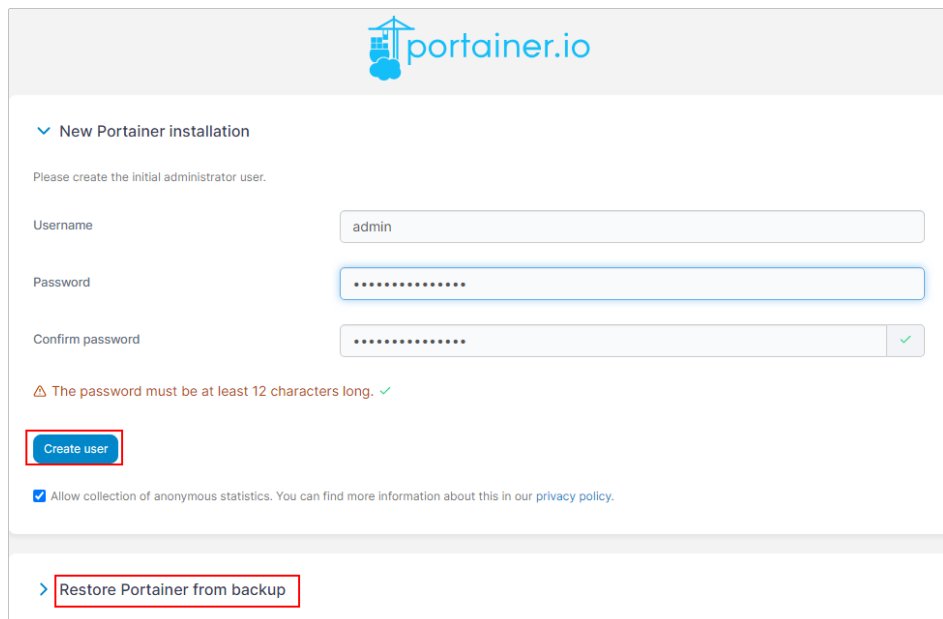 portainer.io
New Portainer installation
Please create the initial administrator user.
Username
admin
Password
•••••••••••••••
Confirm password
•••••••••••••••
The password must be at least 12 characters long.
Create user
Allow collection of anonymous statistics. You can find more information about this in our privacy policy.
Restore Portainer from backup